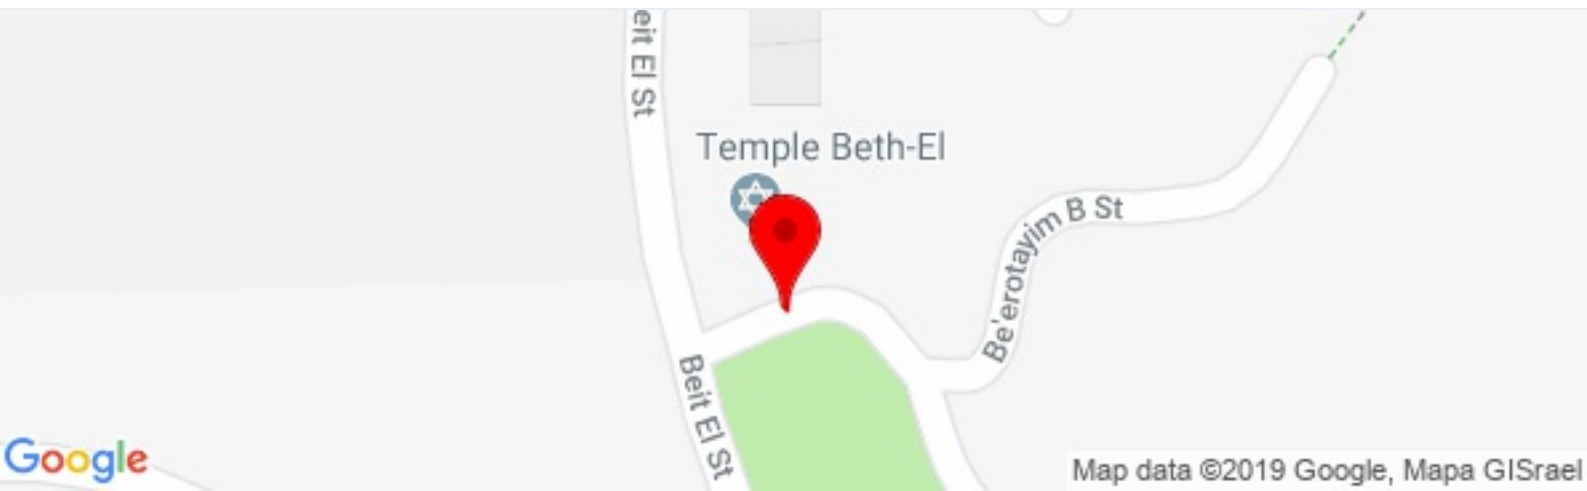 eit El St
Temple Beth-El
Be'erotayim B St
Beit El St
Google
Map data ©2019 Google, Mapa GISrael